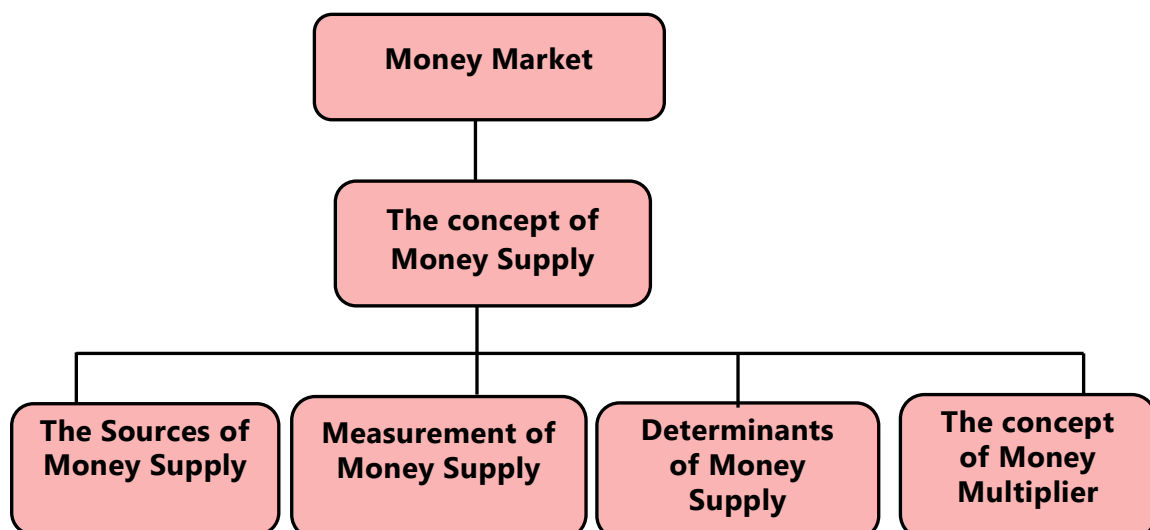 Money Market
The concept of
Money Supply
The Sources of
Money Supply
Measurement of
Money Supply
Determinants
of Money
Supply
The concept
of Money
Multiplier